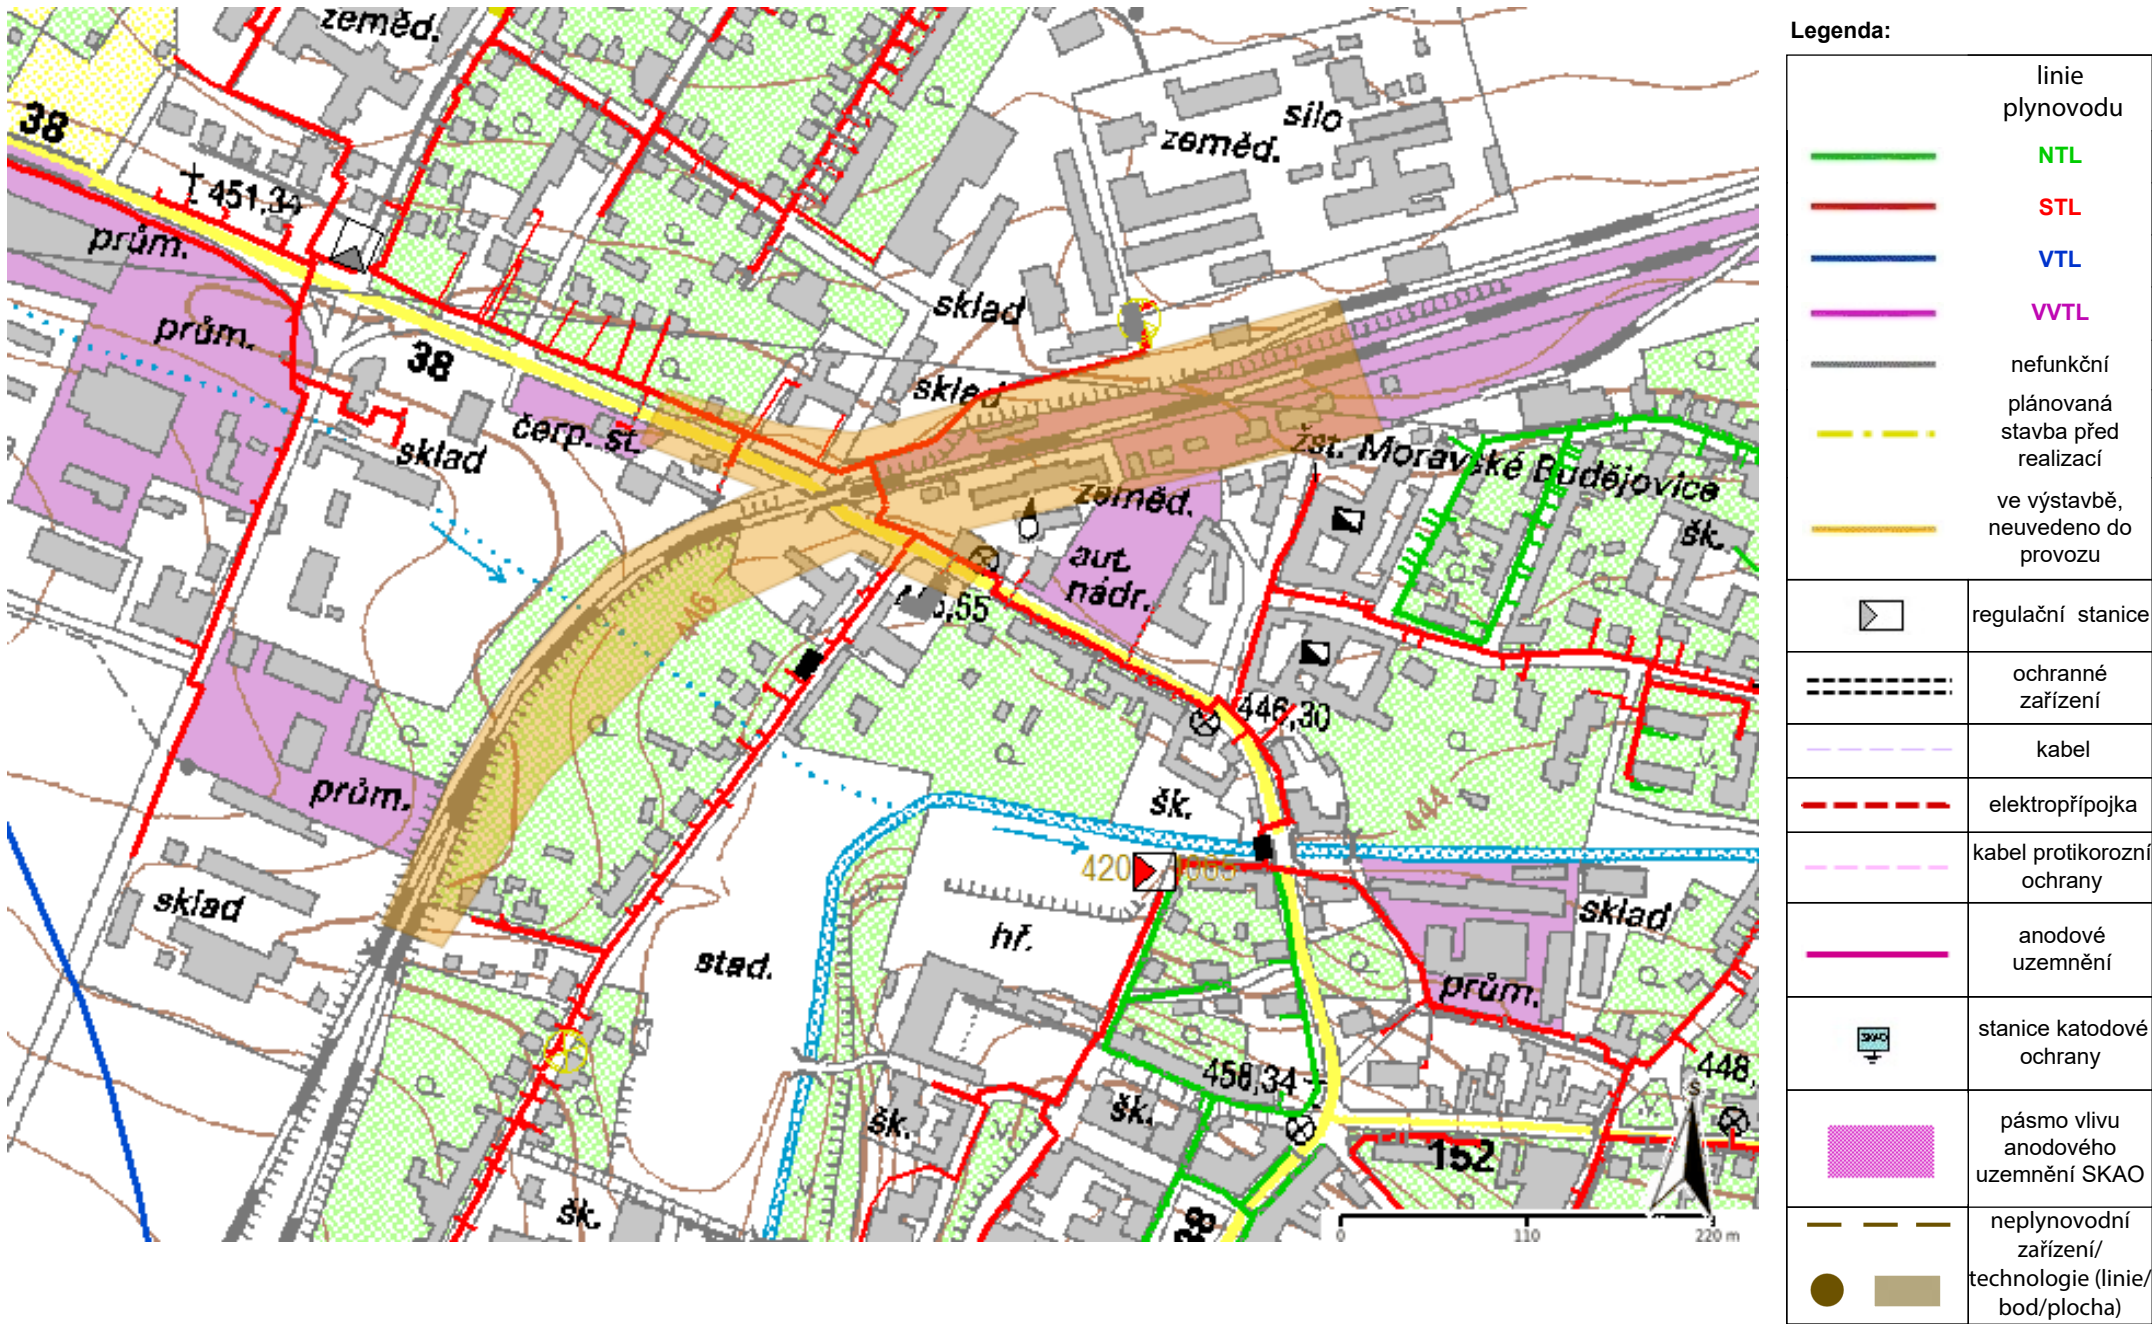 zeměd.
38
451,34
prům.
prům.
38
sklad
čerp. st.
silo
zeměd.
sklad
sklad
žst. Moravské Budějovice
zeměd.
aut.
nádr.
šk.
446
446,30
444
prům.
sklad
šk.
420
hř.
stad.
sklad
prům.
458,34
448,
šk.
šk.
šk.
152
38
S
0 110 220 m
Legenda:
linie
plynovodu
NTL
STL
VTL
VVTL
nefunkční
plánovaná
stavba před
realizací
ve výstavbě,
neuvedeno do
provozu
regulační stanice
ochranné
zařízení
kabel
elektropřípojka
kabel protikorozní
ochrany
anodové
uzemnění
SKAO
stanice katodové
ochrany
pásmo vlivu
anodového
uzemnění SKAO
neplynovodní
zařízení/
technologie (linie/
bod/plocha)